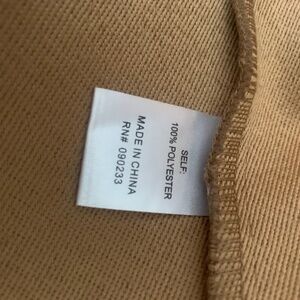 SELF:
100% POLYESTER
MADE IN CHINA
RN# 090233